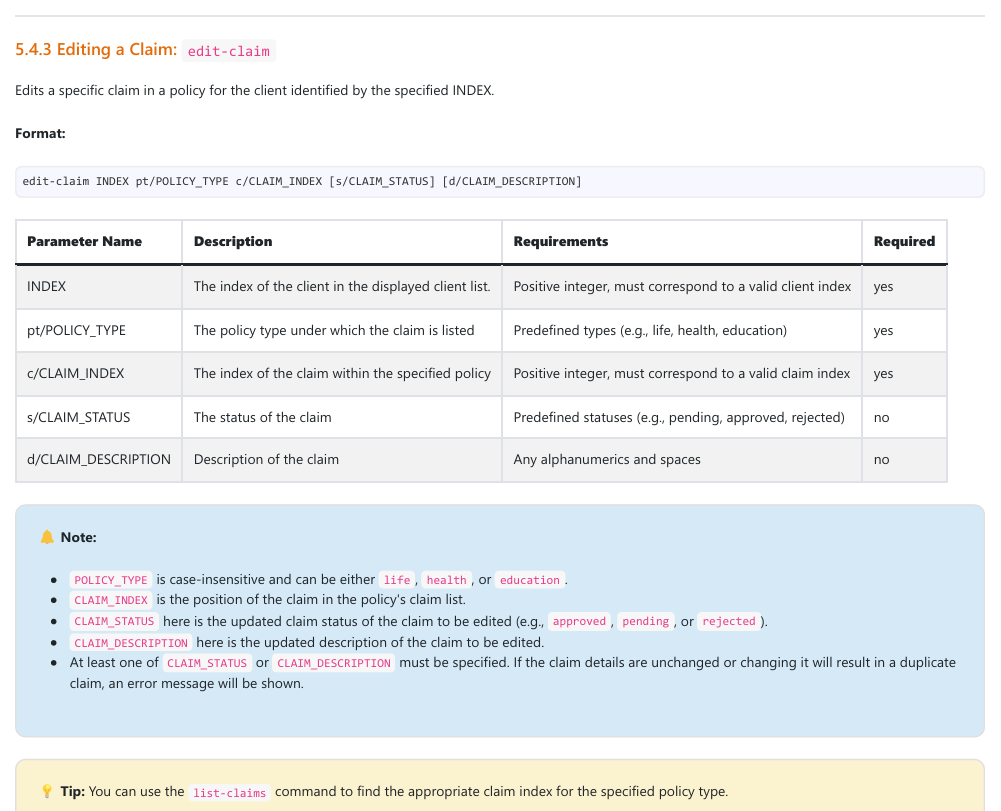 5.4.3 Editing a Claim: edit-claim
Edits a specific claim in a policy for the client identified by the specified INDEX.
Format:
edit-claim INDEX pt/POLICY_TYPE c/CLAIM_INDEX [s/CLAIM_STATUS] [d/CLAIM_DESCRIPTION]
Parameter Name Description Requirements Required
INDEX The index of the client in the displayed client list. Positive integer, must correspond to a valid client index yes
pt/POLICY_TYPE The policy type under which the claim is listed Predefined types (e.g., life, health, education) yes
c/CLAIM_INDEX The index of the claim within the specified policy Positive integer, must correspond to a valid claim index yes
s/CLAIM_STATUS The status of the claim Predefined statuses (e.g., pending, approved, rejected) no
d/CLAIM_DESCRIPTION Description of the claim Any alphanumerics and spaces no
🔔 Note:
• POLICY_TYPE is case-insensitive and can be either life, health, or education.
• CLAIM_INDEX is the position of the claim in the policy's claim list.
• CLAIM_STATUS here is the updated claim status of the claim to be edited (e.g., approved, pending, or rejected).
• CLAIM_DESCRIPTION here is the updated description of the claim to be edited.
• At least one of CLAIM_STATUS or CLAIM_DESCRIPTION must be specified. If the claim details are unchanged or changing it will result in a duplicate
claim, an error message will be shown.
💡 Tip: You can use the list-claims command to find the appropriate claim index for the specified policy type.